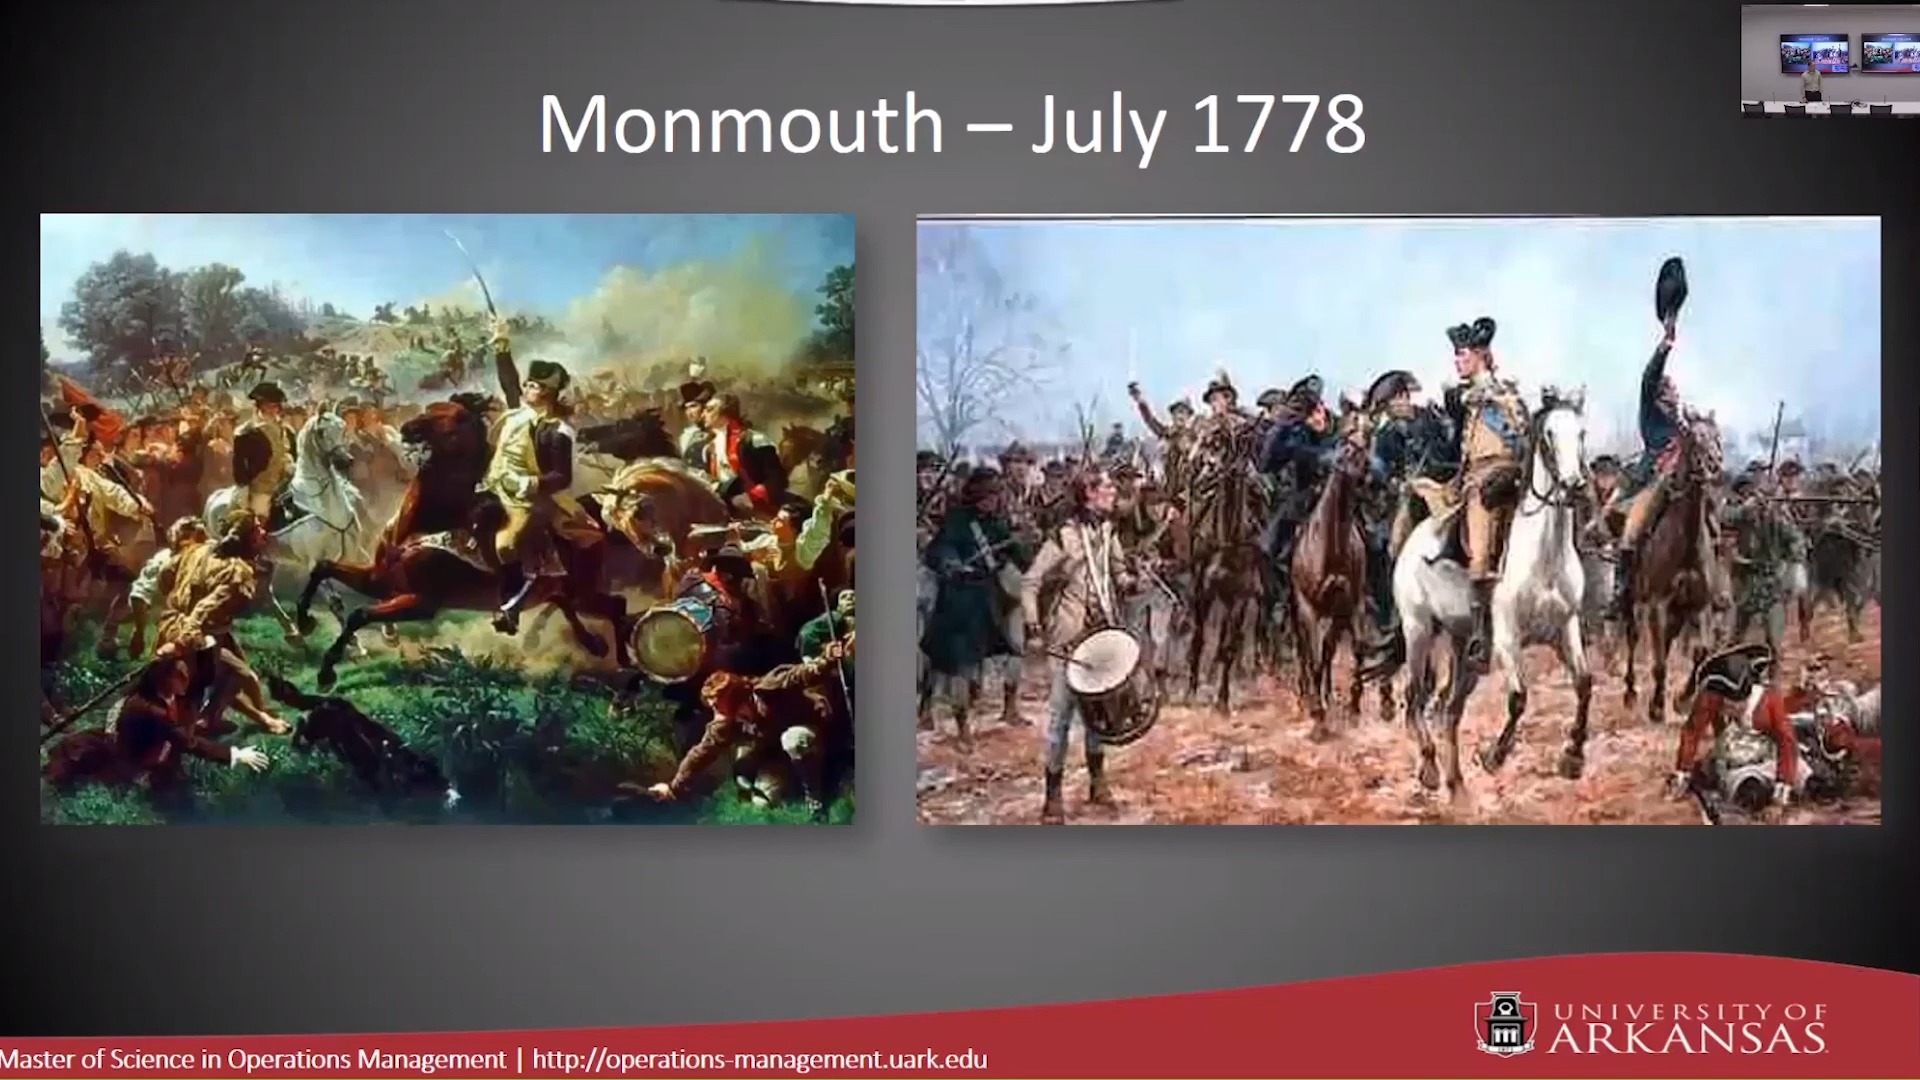 Monmouth – July 1778
Master of Science in Operations Management | http://operations-management.uark.edu
UNIVERSITY OF
ARKANSAS